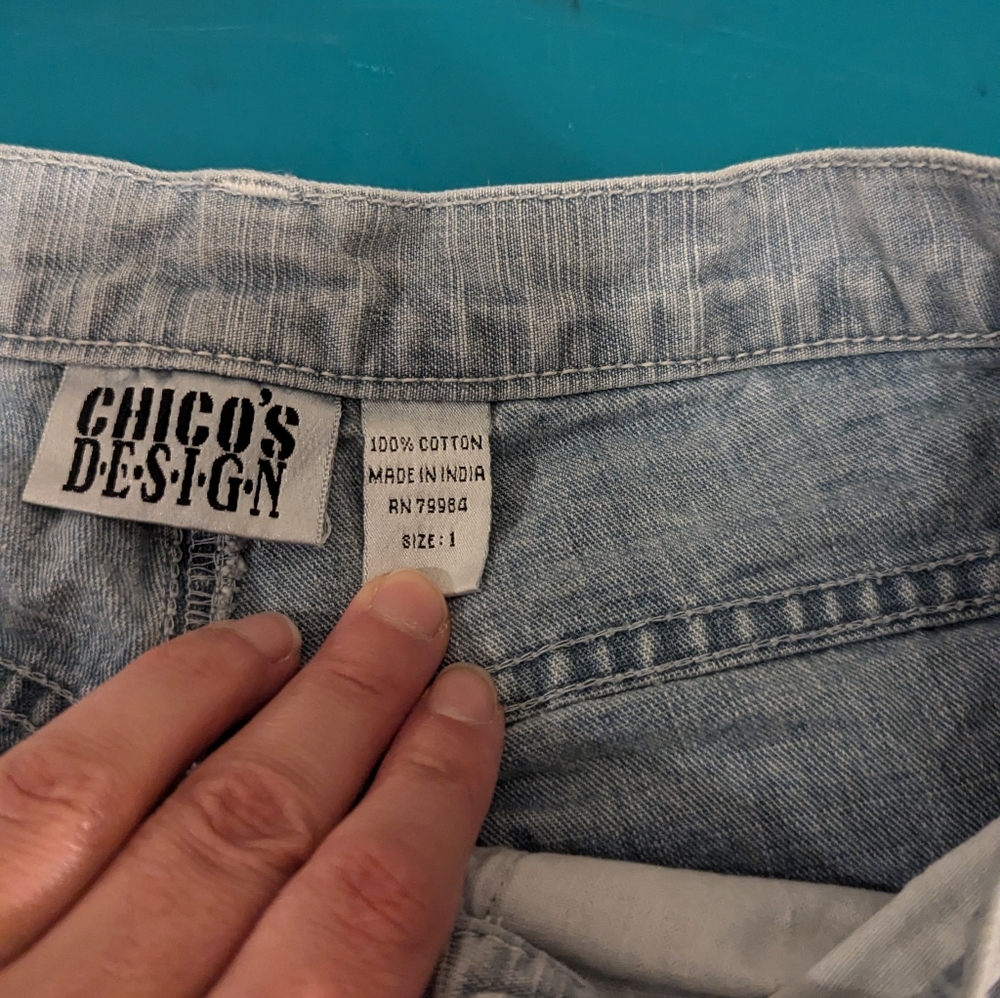 CHICO'S
D·E·S·I·G·N
100% COTTON
MADE IN INDIA
RN 79984
SIZE: 1